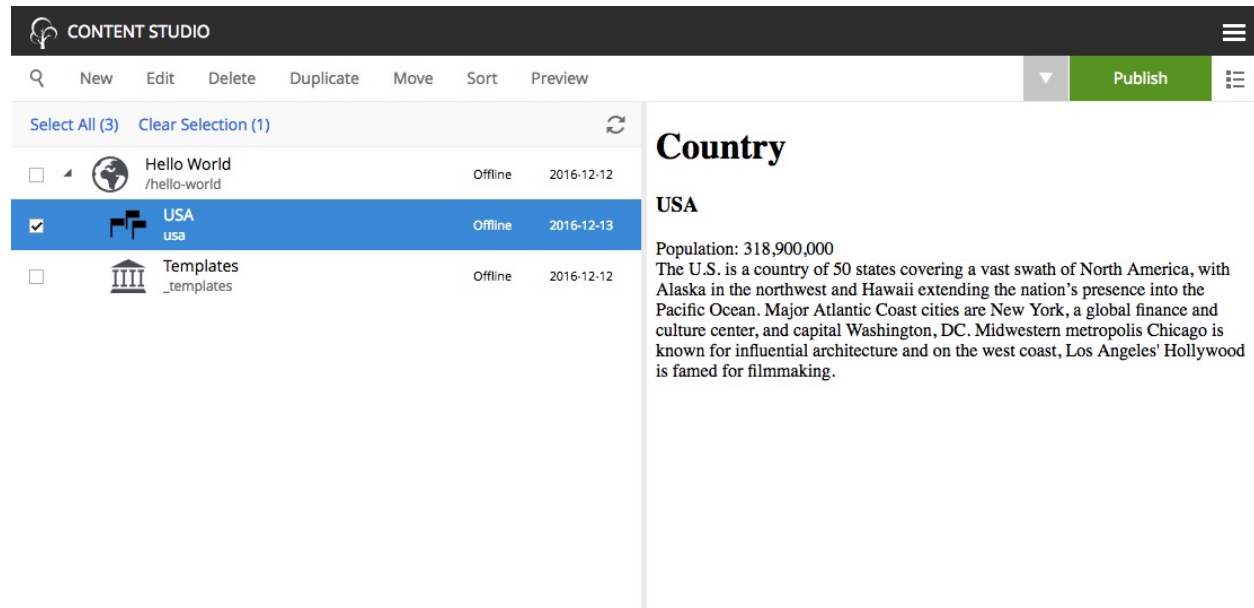 CONTENT STUDIO
New Edit Delete Duplicate Move Sort Preview Publish
Select All (3) Clear Selection (1)
Hello World
/hello-world
Offline 2016-12-12
USA
usa
Offline 2016-12-13
Templates
_templates
Offline 2016-12-12
Country
USA
Population: 318,900,000
The U.S. is a country of 50 states covering a vast swath of North America, with
Alaska in the northwest and Hawaii extending the nation’s presence into the
Pacific Ocean. Major Atlantic Coast cities are New York, a global finance and
culture center, and capital Washington, DC. Midwestern metropolis Chicago is
known for influential architecture and on the west coast, Los Angeles' Hollywood
is famed for filmmaking.